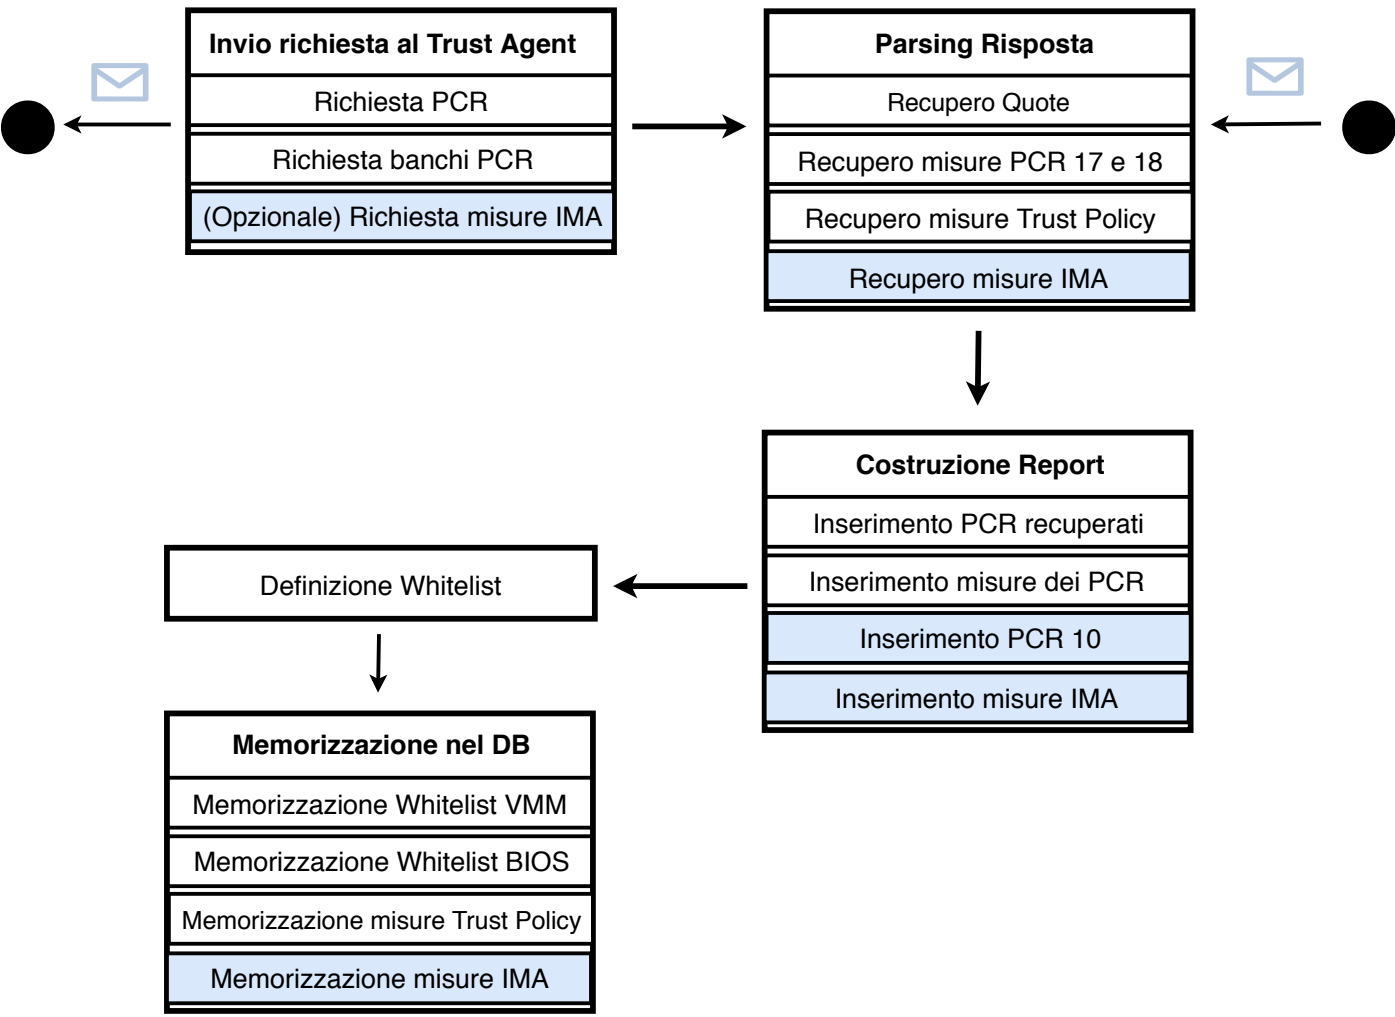 Invio richiesta al Trust Agent
Richiesta PCR
Richiesta banchi PCR
(Opzionale) Richiesta misure IMA
Parsing Risposta
Recupero Quote
Recupero misure PCR 17 e 18
Recupero misure Trust Policy
Recupero misure IMA
Costruzione Report
Inserimento PCR recuperati
Inserimento misure dei PCR
Inserimento PCR 10
Inserimento misure IMA
Definizione Whitelist
Memorizzazione nel DB
Memorizzazione Whitelist VMM
Memorizzazione Whitelist BIOS
Memorizzazione misure Trust Policy
Memorizzazione misure IMA